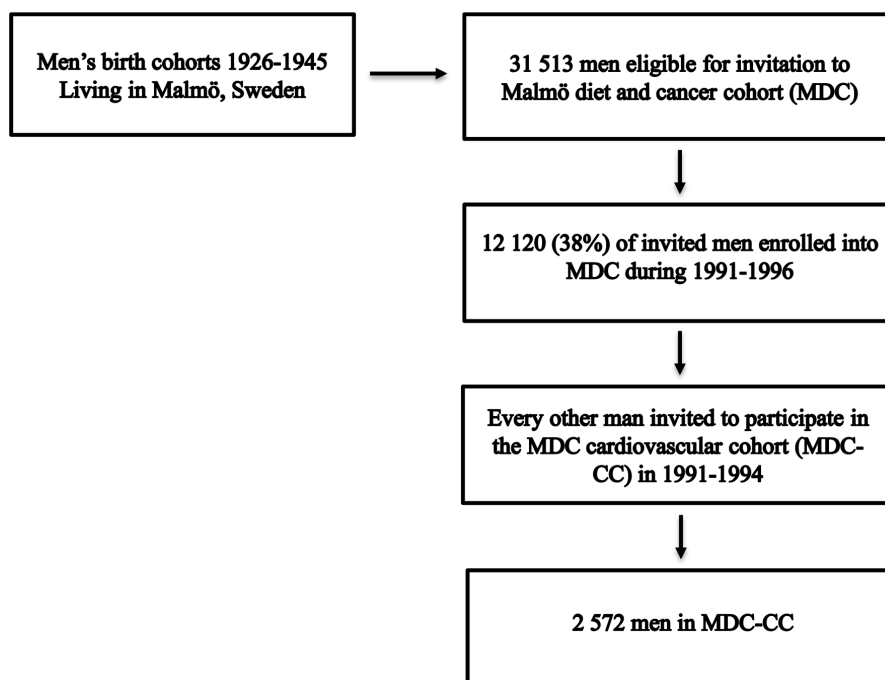 Men’s birth cohorts 1926-1945
Living in Malmö, Sweden
31 513 men eligible for invitation to
Malmö diet and cancer cohort (MDC)
12 120 (38%) of invited men enrolled into
MDC during 1991-1996
Every other man invited to participate in
the MDC cardiovascular cohort (MDC-
CC) in 1991-1994
2 572 men in MDC-CC